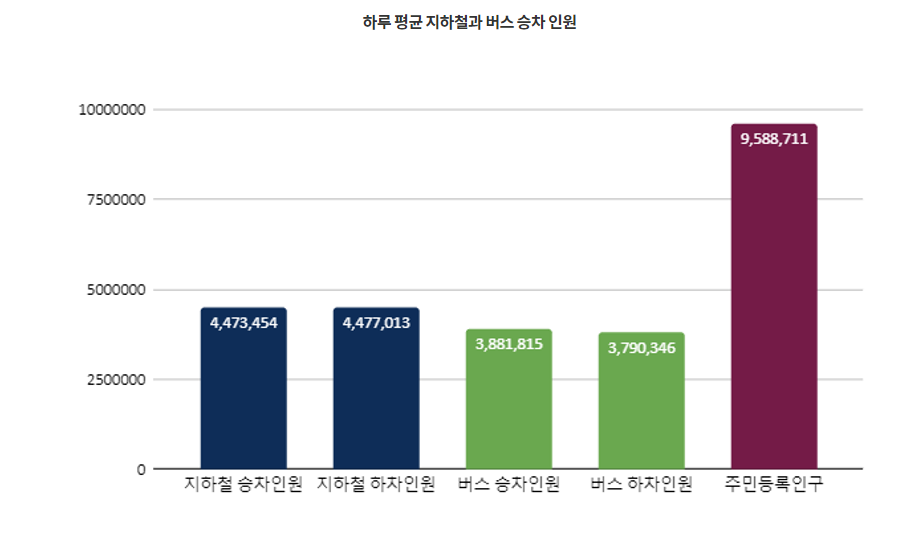 하루 평균 지하철과 버스 승차 인원
10000000
7500000
5000000
2500000
0
4,473,454
4,477,013
3,881,815
3,790,346
9,588,711
지하철 승차인원
지하철 하차인원
버스 승차인원
버스 하차인원
주민등록인구